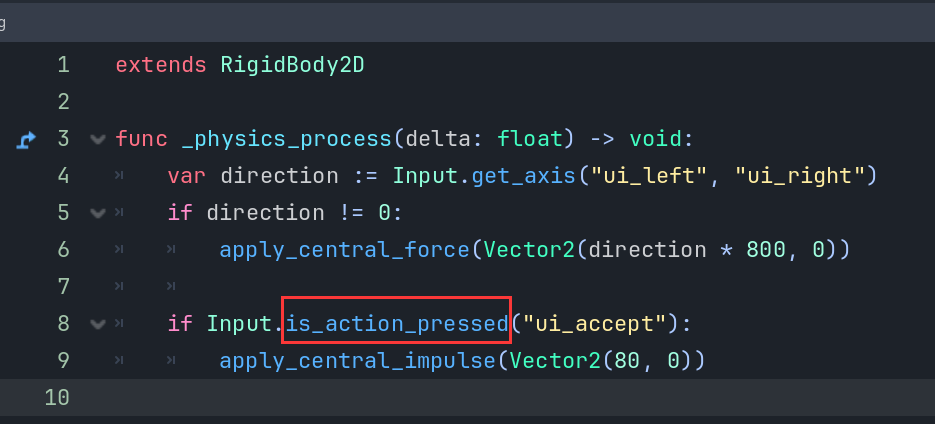 g
1 extends RigidBody2D
2
3 func _physics_process(delta: float) -> void:
4 var direction := Input.get_axis("ui_left", "ui_right")
5 if direction != 0:
6 apply_central_force(Vector2(direction * 800, 0))
7
8 if Input.is_action_pressed("ui_accept"):
9 apply_central_impulse(Vector2(80, 0))
10